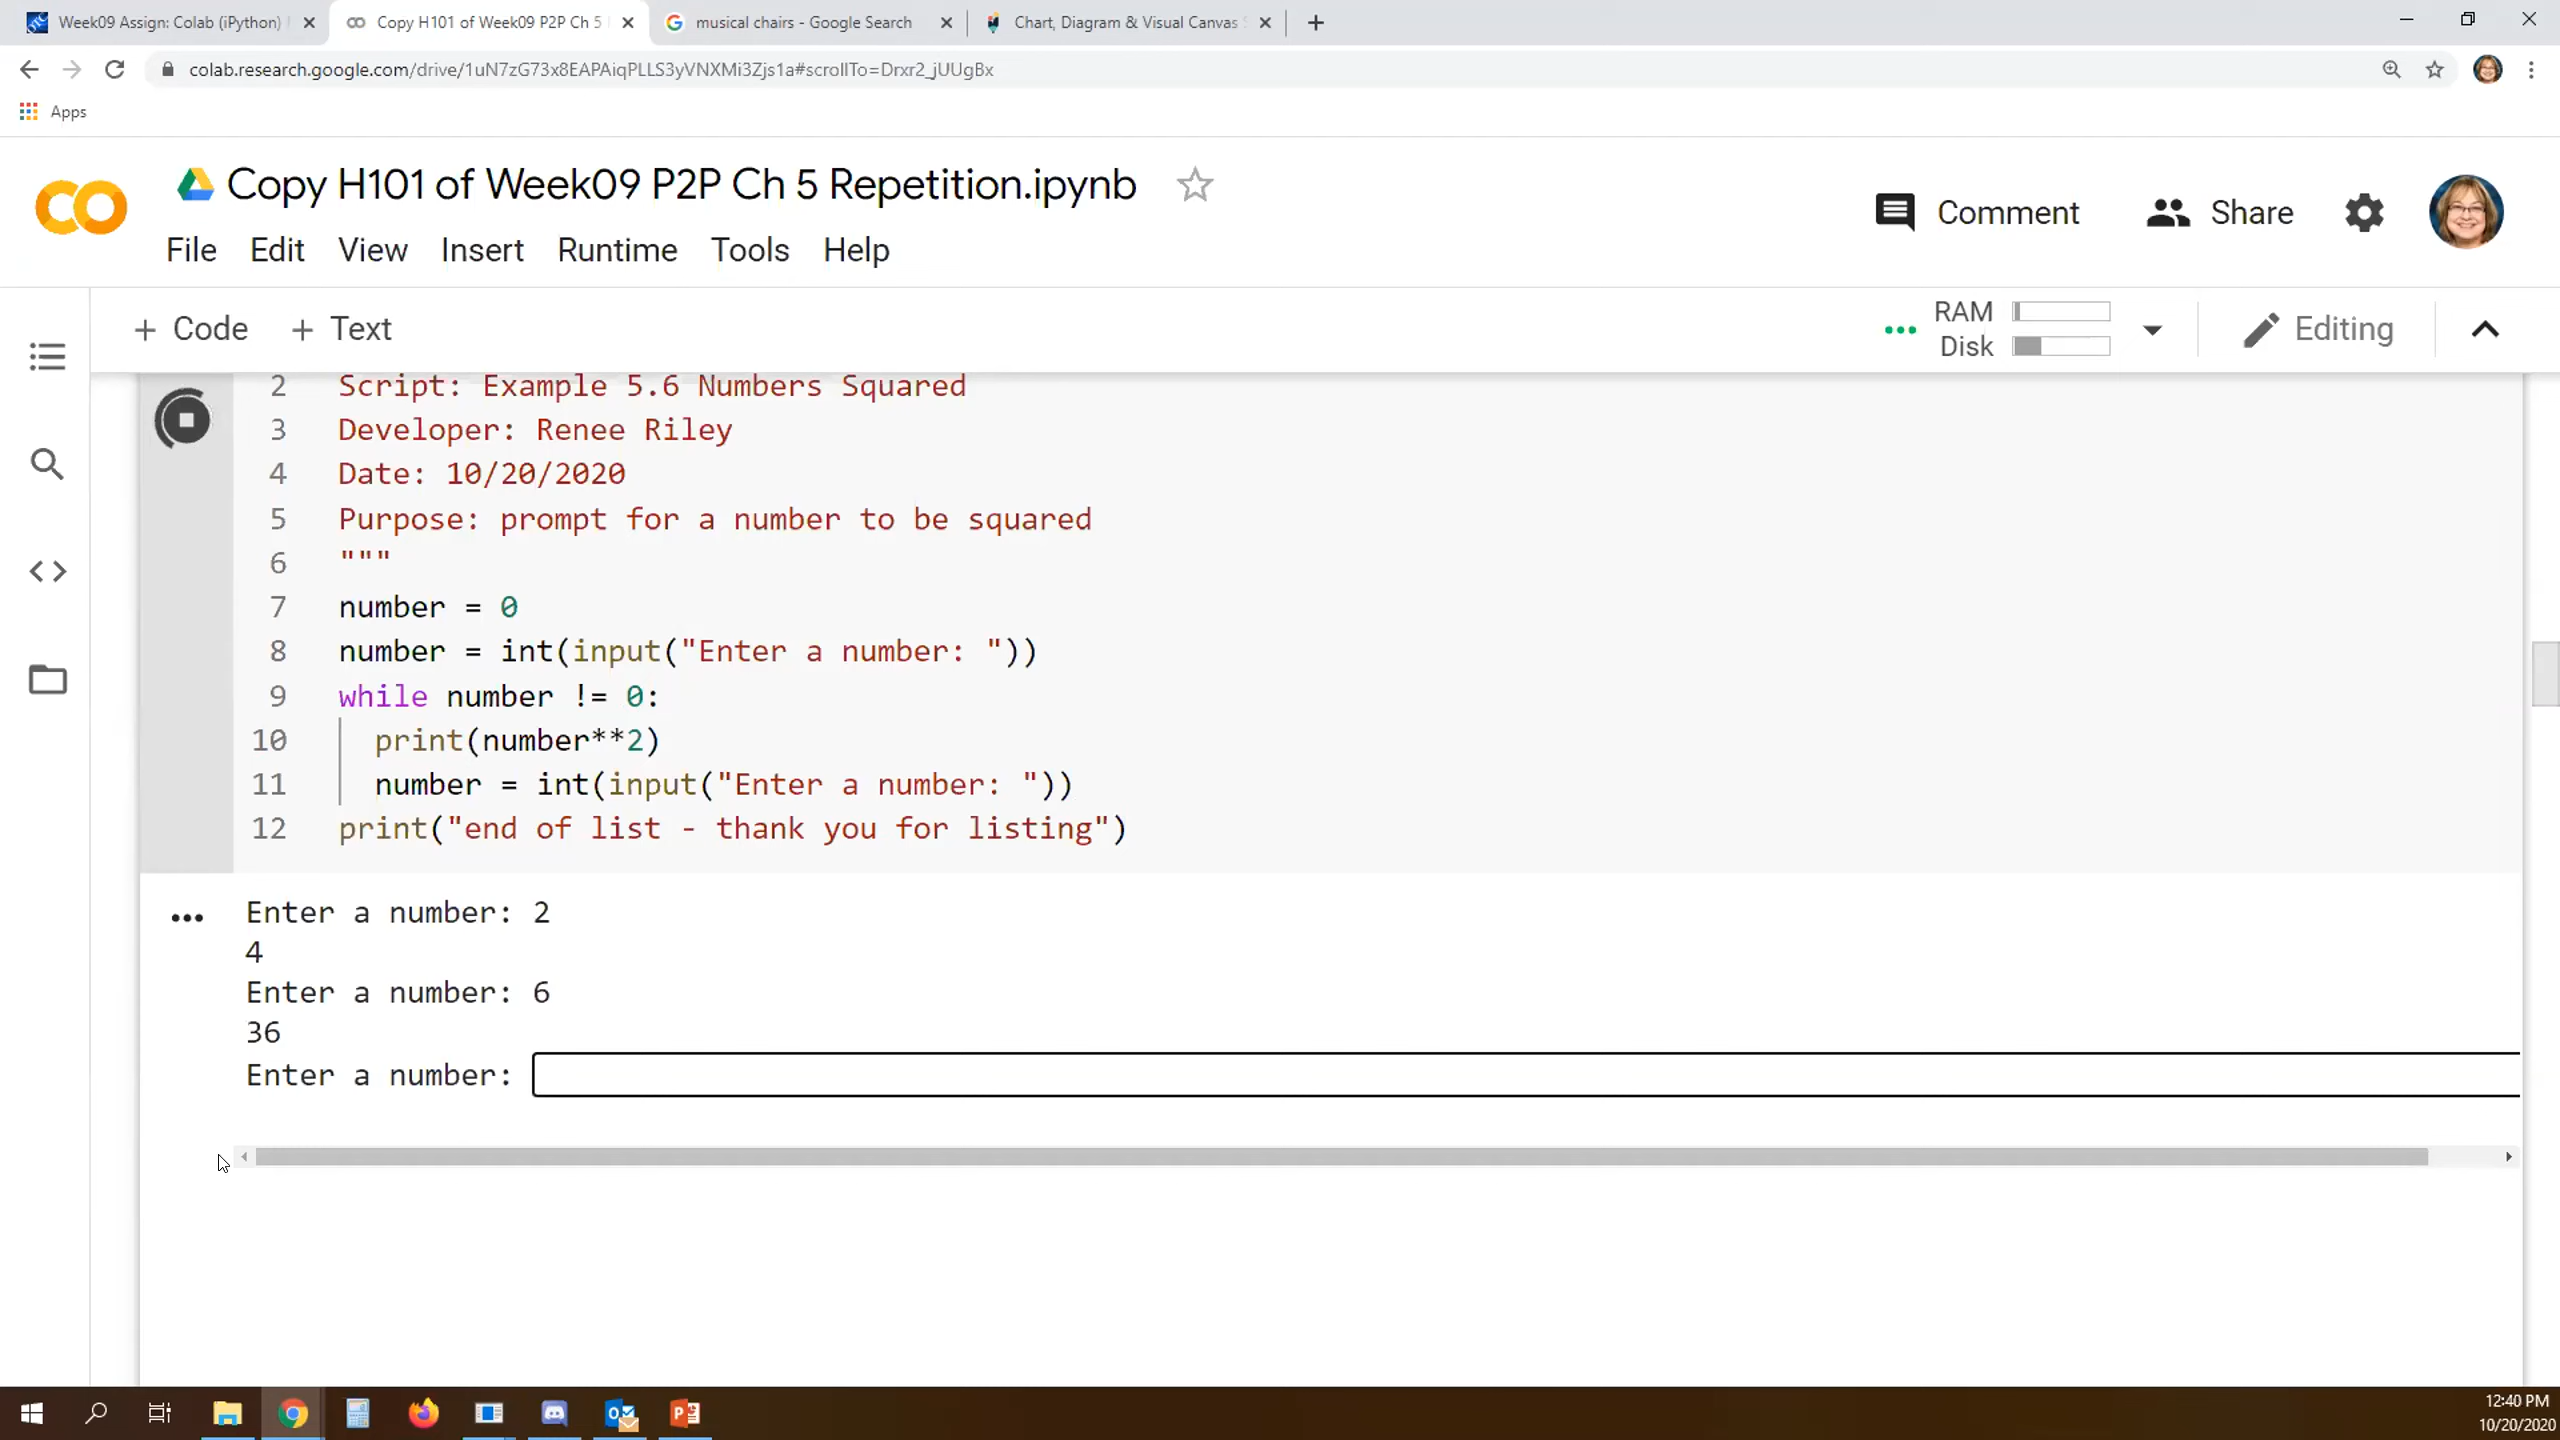 Week09 Assign: Colab (iPython)
Copy H101 of Week09 P2P Ch 5
musical chairs - Google Search
Chart, Diagram & Visual Canvas
colab.research.google.com/drive/1uN7zG73x8EAPAiqPLLS3yVNXMi3Zjs1a#scrollTo=Drxr2_jUUgBx
Apps
CO
Copy H101 of Week09 P2P Ch 5 Repetition.ipynb
Comment
Share
File Edit View Insert Runtime Tools Help
+ Code + Text
RAM
Disk
Editing
2 Script: Example 5.6 Numbers Squared
3 Developer: Renee Riley
4 Date: 10/20/2020
5 Purpose: prompt for a number to be squared
6 """
7 number = 0
8 number = int(input("Enter a number: "))
9 while number != 0:
10 print(number**2)
11 number = int(input("Enter a number: "))
12 print("end of list - thank you for listing")
Enter a number: 2
4
Enter a number: 6
36
Enter a number:
12:40 PM
10/20/2020